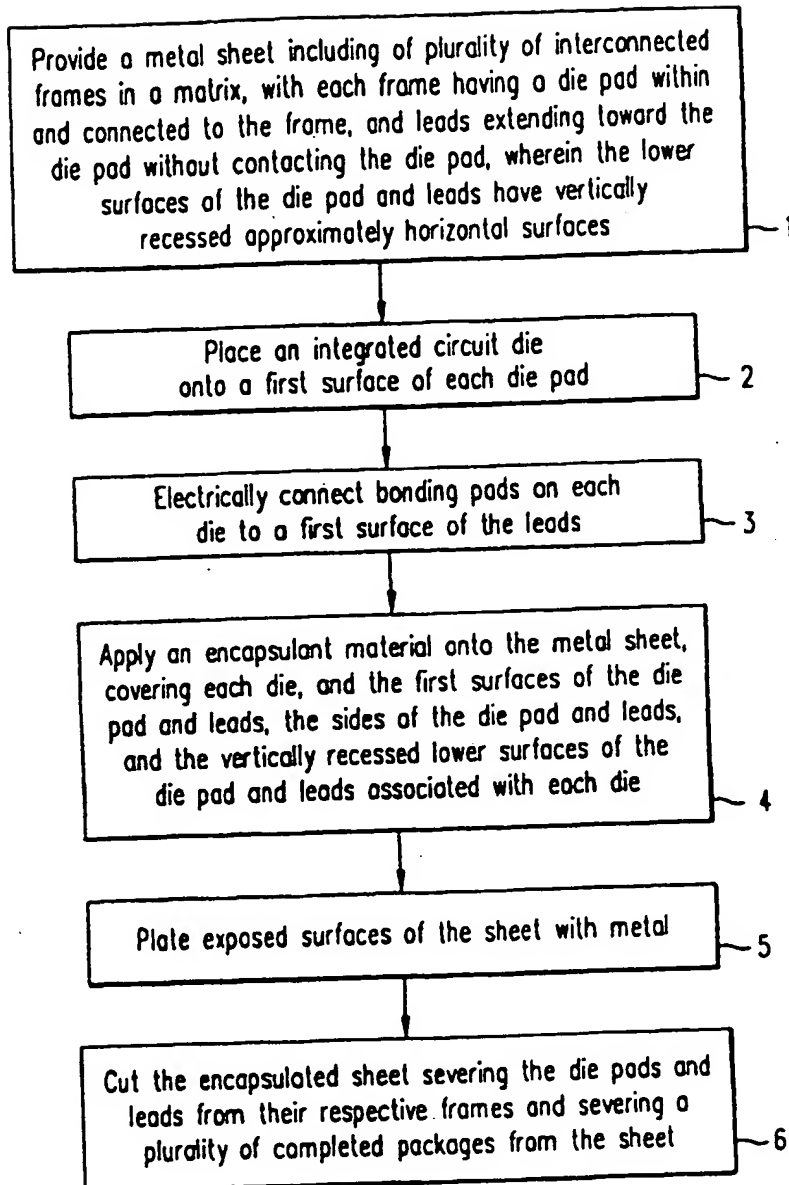 Provide a metal sheet including of plurality of interconnected
frames in a matrix, with each frame having a die pad within
and connected to the frame, and leads extending toward the
die pad without contacting the die pad, wherein the lower
surfaces of the die pad and leads have vertically
recessed approximately horizontal surfaces
1
Place an integrated circuit die
onto a first surface of each die pad
2
Electrically connect bonding pads on each
die to a first surface of the leads
3
Apply an encapsulant material onto the metal sheet,
covering each die, and the first surfaces of the die
pad and leads, the sides of the die pad and leads,
and the vertically recessed lower surfaces of the
die pad and leads associated with each die
4
Plate exposed surfaces of the sheet with metal
5
Cut the encapsulated sheet severing the die pads and
leads from their respective frames and severing a
plurality of completed packages from the sheet
6